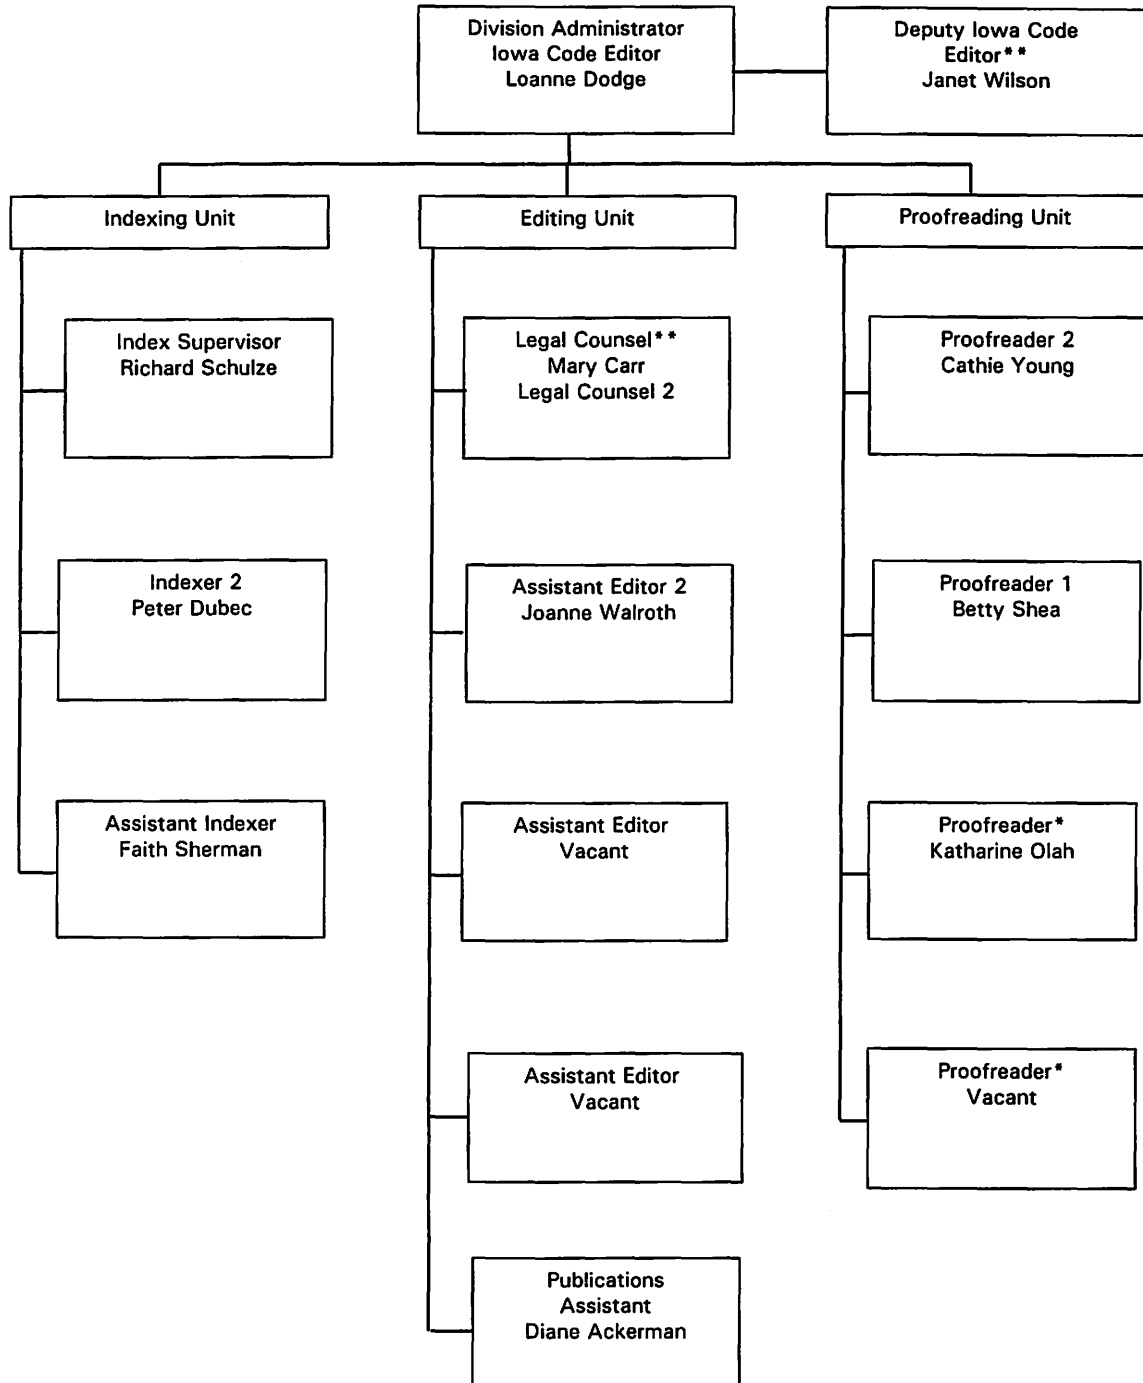 Division Administrator
Iowa Code Editor
Loanne Dodge
Deputy Iowa Code
Editor**
Janet Wilson
Indexing Unit
Editing Unit
Proofreading Unit
Index Supervisor
Richard Schulze
Legal Counsel**
Mary Carr
Legal Counsel 2
Proofreader 2
Cathie Young
Indexer 2
Peter Dubec
Assistant Editor 2
Joanne Walroth
Proofreader 1
Betty Shea
Assistant Indexer
Faith Sherman
Assistant Editor
Vacant
Proofreader*
Katharine Olah
Assistant Editor
Vacant
Proofreader*
Vacant
Publications
Assistant
Diane Ackerman